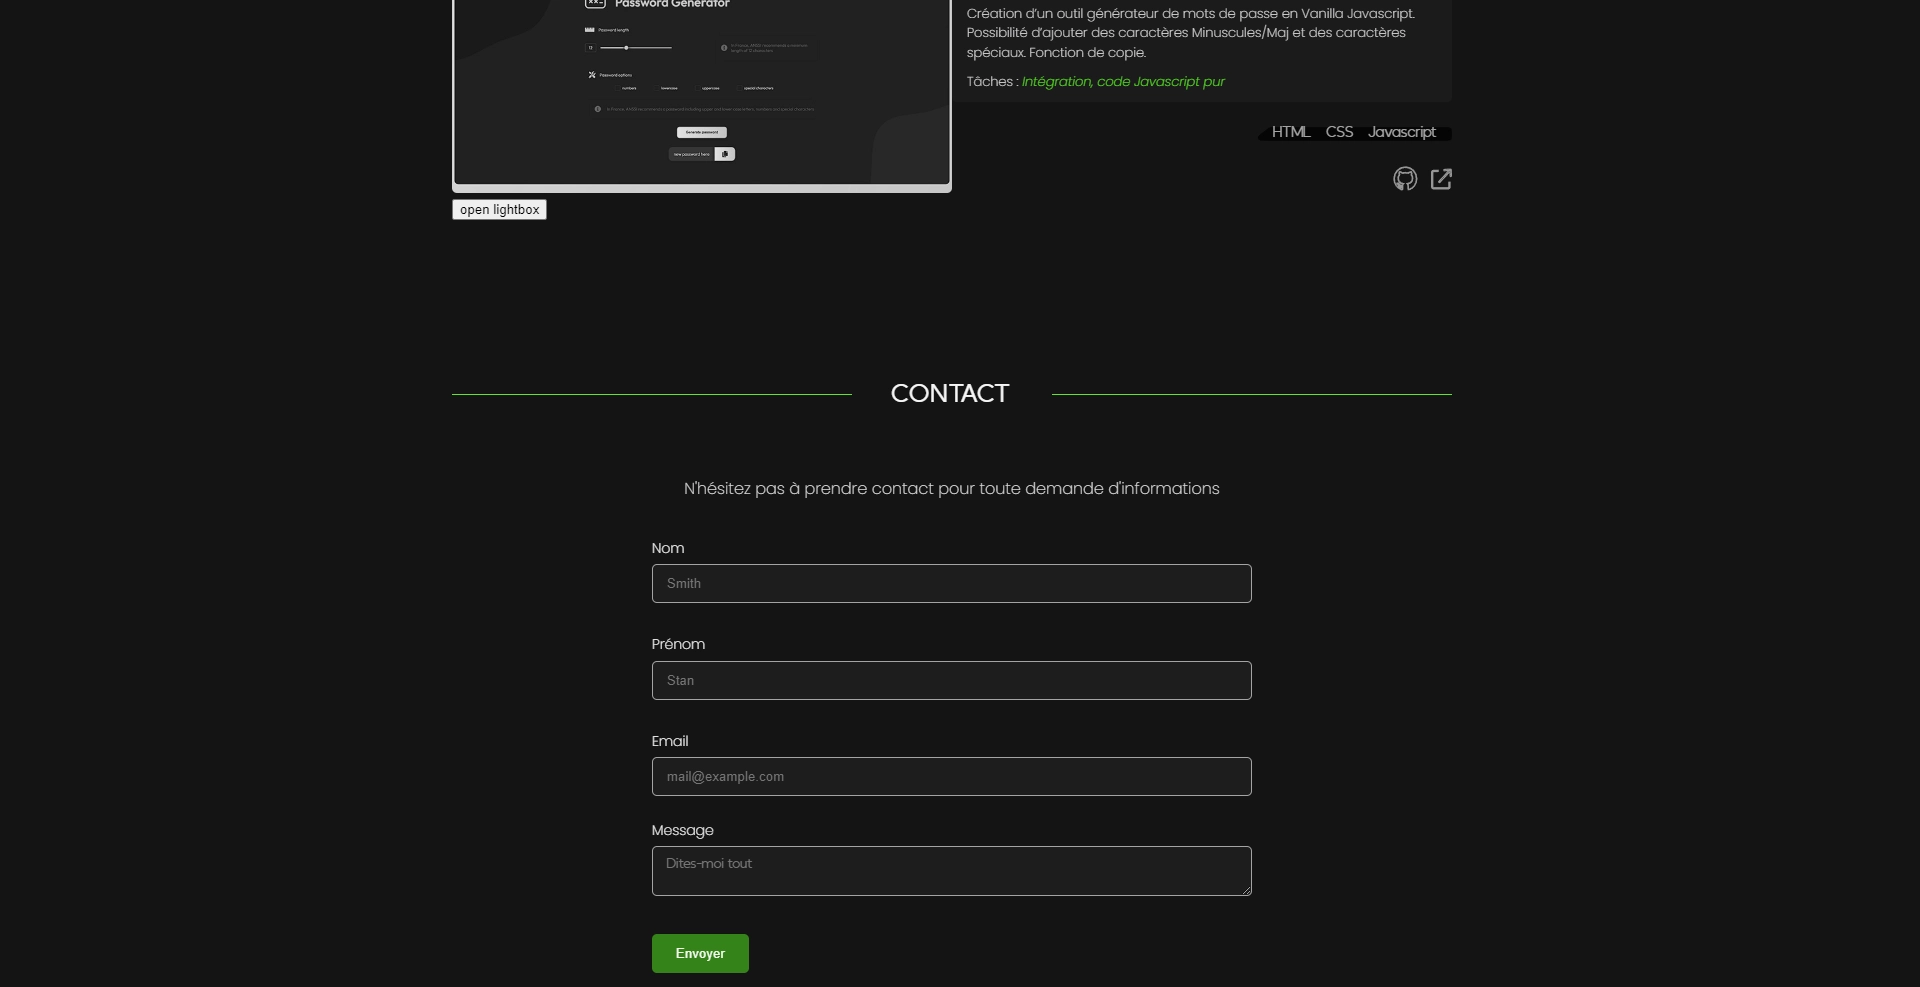 Password Generator
Password length
Password options
numbers lowercase uppercase special characters
Generate password
new password here
open lightbox
Création d'un outil générateur de mots de passe en Vanilla Javascript.
Possibilité d'ajouter des caractères Minuscules/Maj et des caractères
spéciaux. Fonction de copie.
Tâches : Intégration, code Javascript pur
HTML CSS Javascript
CONTACT
N'hésitez pas à prendre contact pour toute demande d'informations
Nom
Smith
Prénom
Stan
Email
mail@example.com
Message
Dites-moi tout
Envoyer